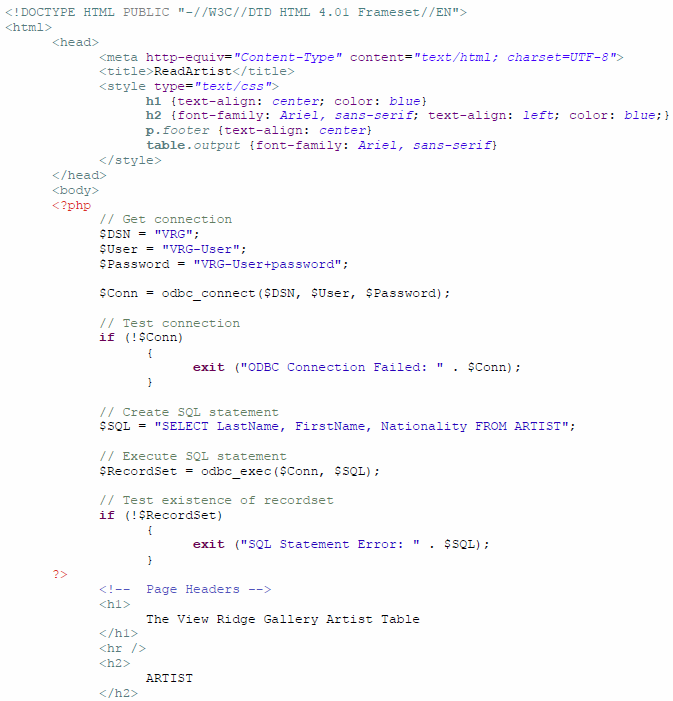 <!DOCTYPE HTML PUBLIC "-//W3C//DTD HTML 4.01 Frameset//EN">
<html>
<head>
<meta http-equiv="Content-Type" content="text/html; charset=UTF-8">
<title>ReadArtist</title>
<style type="text/css">
h1 {text-align: center; color: blue}
h2 {font-family: Ariel, sans-serif; text-align: left; color: blue;}
p.footer {text-align: center}
table.output {font-family: Ariel, sans-serif}
</style>
</head>
<body>
<?php
// Get connection
$DSN = "VRG";
$User = "VRG-User";
$Password = "VRG-User+password";
$Conn = odbc_connect($DSN, $User, $Password);
// Test connection
if (!$Conn)
{
exit ("ODBC Connection Failed: " . $Conn);
}
// Create SQL statement
$SQL = "SELECT LastName, FirstName, Nationality FROM ARTIST";
// Execute SQL statement
$RecordSet = odbc_exec($Conn, $SQL);
// Test existence of recordset
if (!$RecordSet)
{
exit ("SQL Statement Error: " . $SQL);
}
?>
<!-- Page Headers -->
<h1>
The View Ridge Gallery Artist Table
</h1>
<hr />
<h2>
ARTIST
</h2>